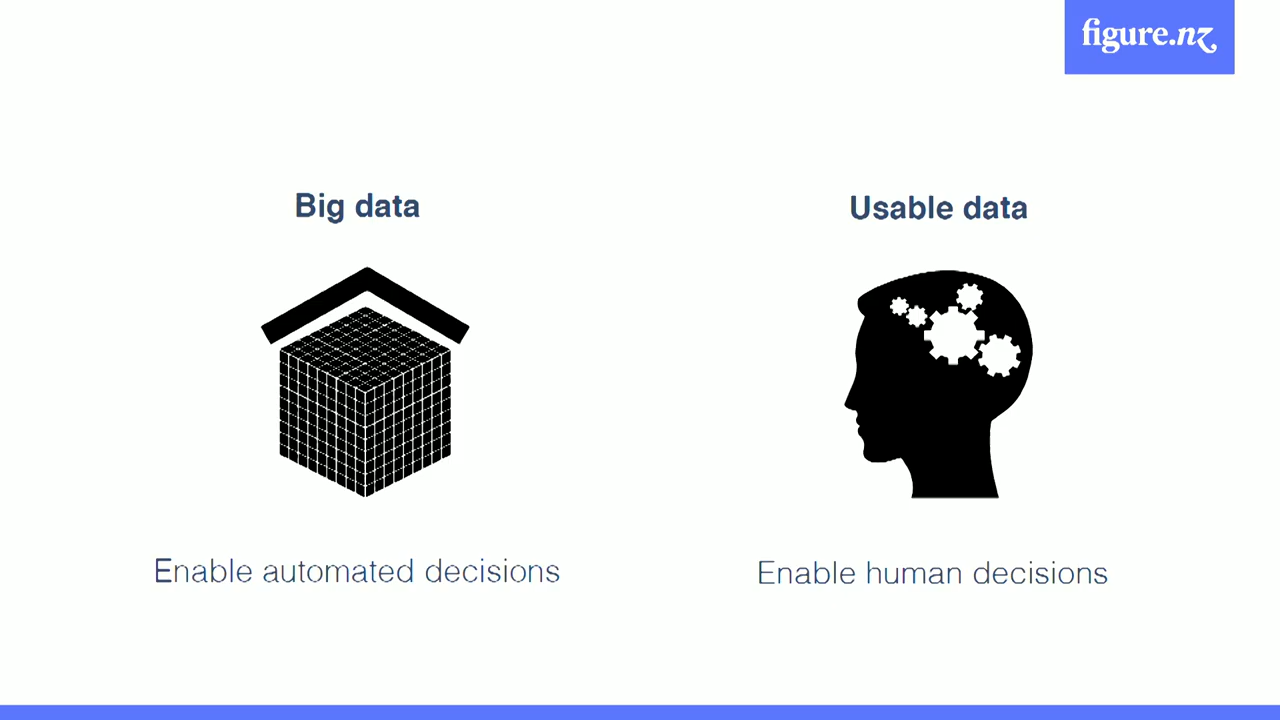 figure.nz
Big data
Usable data
Enable automated decisions
Enable human decisions